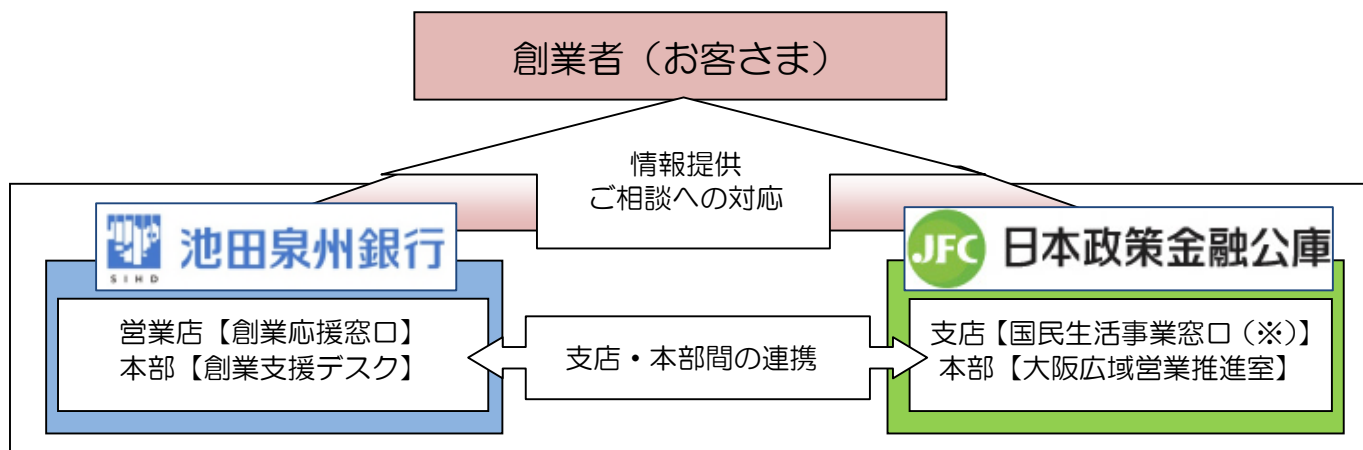 創業者（お客さま）
情報提供
ご相談への対応
SIHD
池田泉州銀行
JFC 日本政策金融公庫
営業店【創業応援窓口】
本部【創業支援デスク】
支店・本部間の連携
支店【国民生活事業窓口（※）】
本部【大阪広域営業推進室】